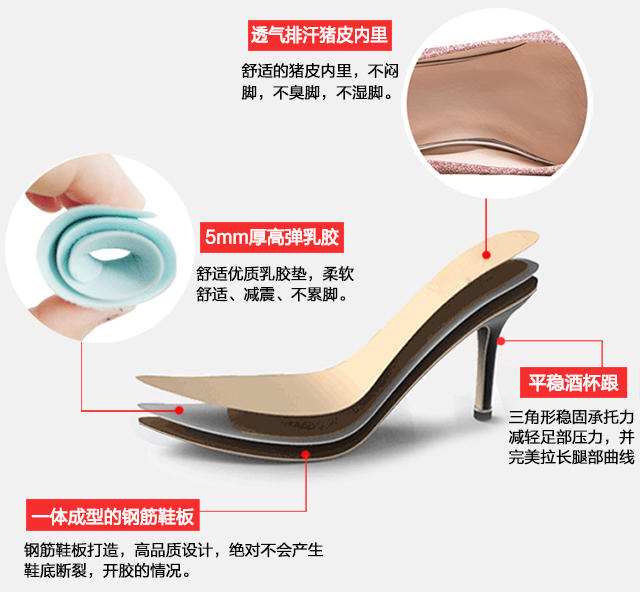 透气排汗猪皮内里
舒适的猪皮内里，不闷
脚，不臭脚，不湿脚。
5mm厚高弹乳胶
舒适优质乳胶垫，柔软
舒适、减震、不累脚。
平稳酒杯跟
三角形稳固承托力
减轻足部压力，并
完美拉长腿部曲线
一体成型的钢筋鞋板
钢筋鞋板打造，高品质设计，绝对不会产生
鞋底断裂，开胶的情况。